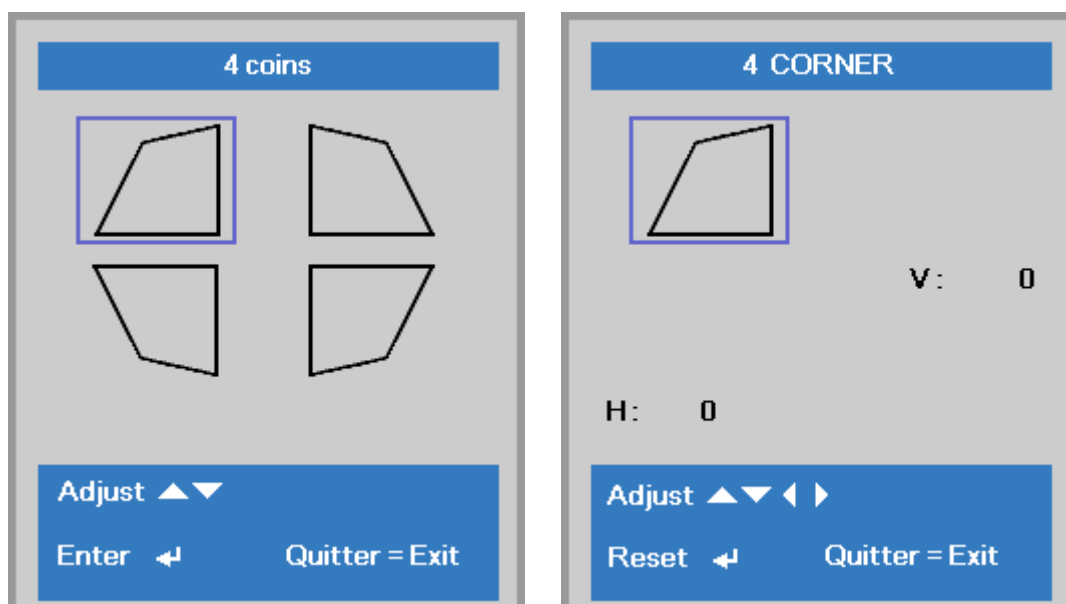 4 coins
Adjust
Enter Quitter = Exit
4 CORNER
V: 0
H: 0
Adjust
Reset Quitter = Exit